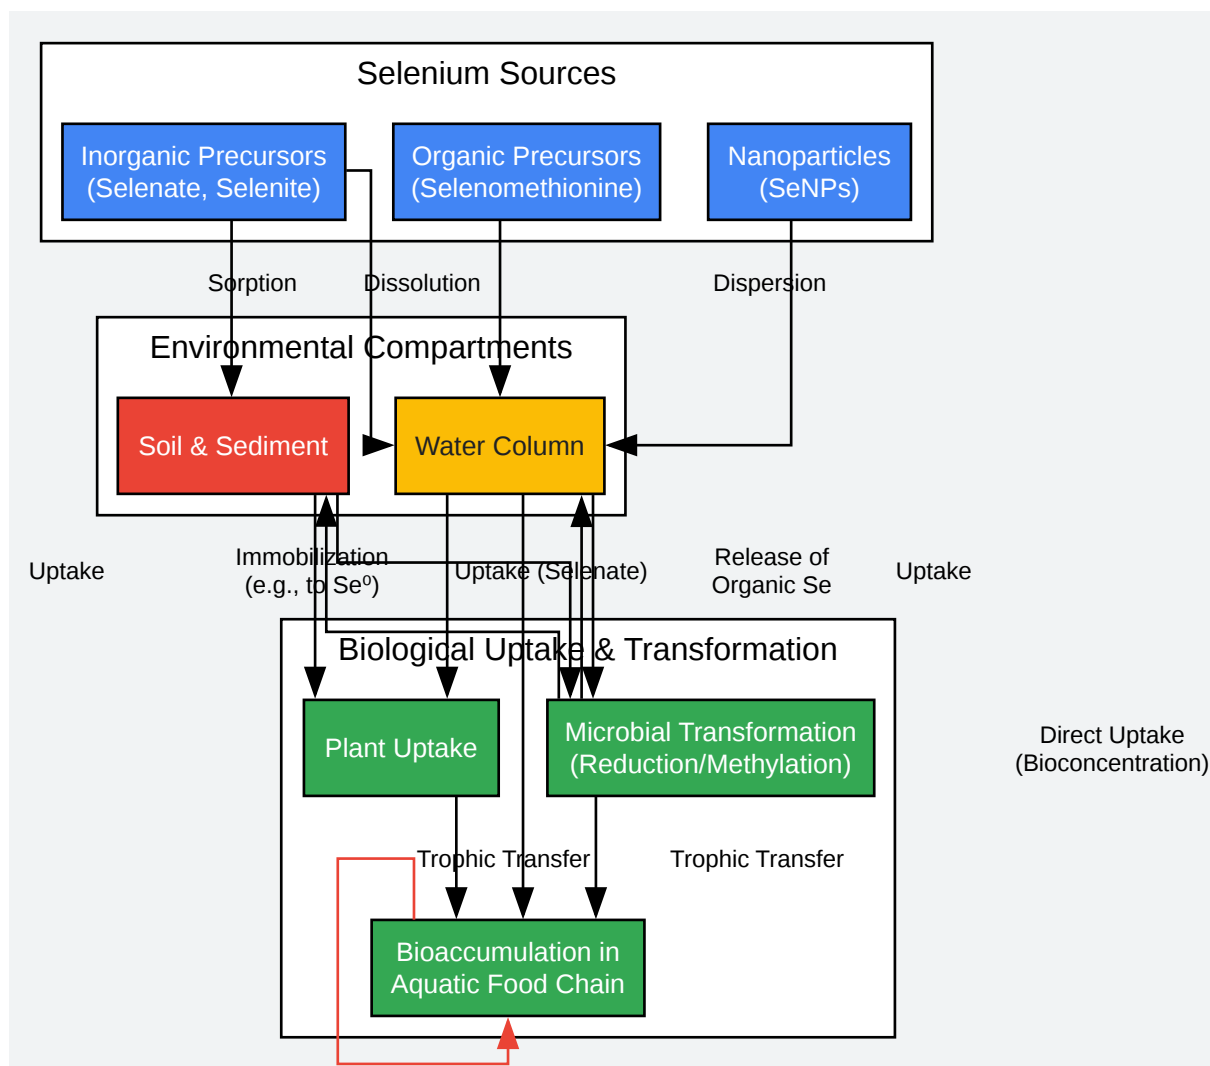 Selenium Sources
Inorganic Precursors
(Selenate, Selenite)
Organic Precursors
(Selenomethionine)
Nanoparticles
(SeNPs)
Sorption
Dissolution
Dispersion
Environmental Compartments
Soil & Sediment
Water Column
Uptake
Immobilization
(e.g., to Se⁰)
Uptake (Selenate)
Release of
Organic Se
Uptake
Biological Uptake & Transformation
Plant Uptake
Microbial Transformation
(Reduction/Methylation)
Direct Uptake
(Bioconcentration)
Trophic Transfer
Trophic Transfer
Bioaccumulation in
Aquatic Food Chain